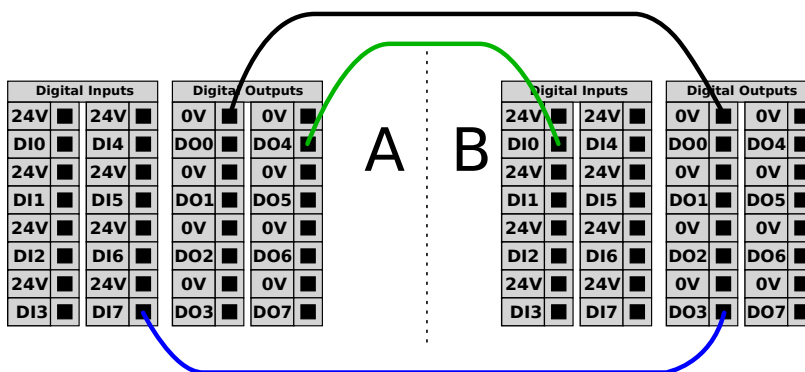 Digital Inputs Digital Outputs Digital Inputs Digital Outputs
24V 24V 0V 0V 24V 24V 0V 0V
DI0 DI4 DO0 DO4 A B DI0 DI4 DO0 DO4
24V 24V 0V 0V 24V 24V 0V 0V
DI1 DI5 DO1 DO5 DI1 DI5 DO1 DO5
24V 24V 0V 0V 24V 24V 0V 0V
DI2 DI6 DO2 DO6 DI2 DI6 DO2 DO6
24V 24V 0V 0V 24V 24V 0V 0V
DI3 DI7 DO3 DO7 DI3 DI7 DO3 DO7